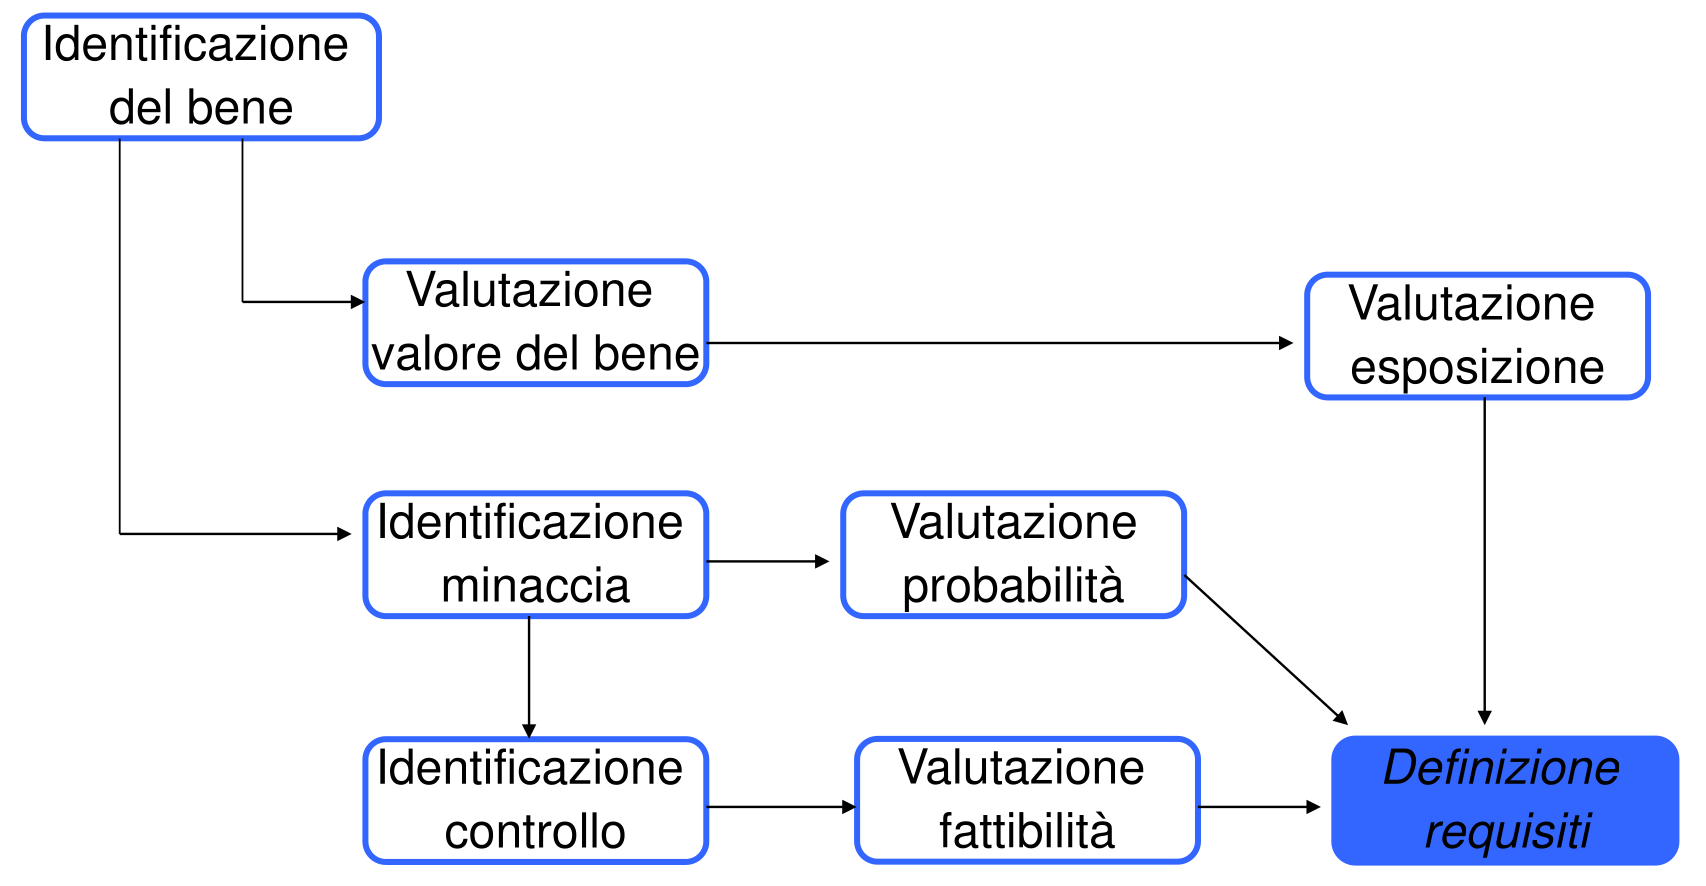 Identificazione
del bene
Valutazione
valore del bene
Valutazione
esposizione
Identificazione
minaccia
Valutazione
probabilità
Identificazione
controllo
Valutazione
fattibilità
Definizione
requisiti